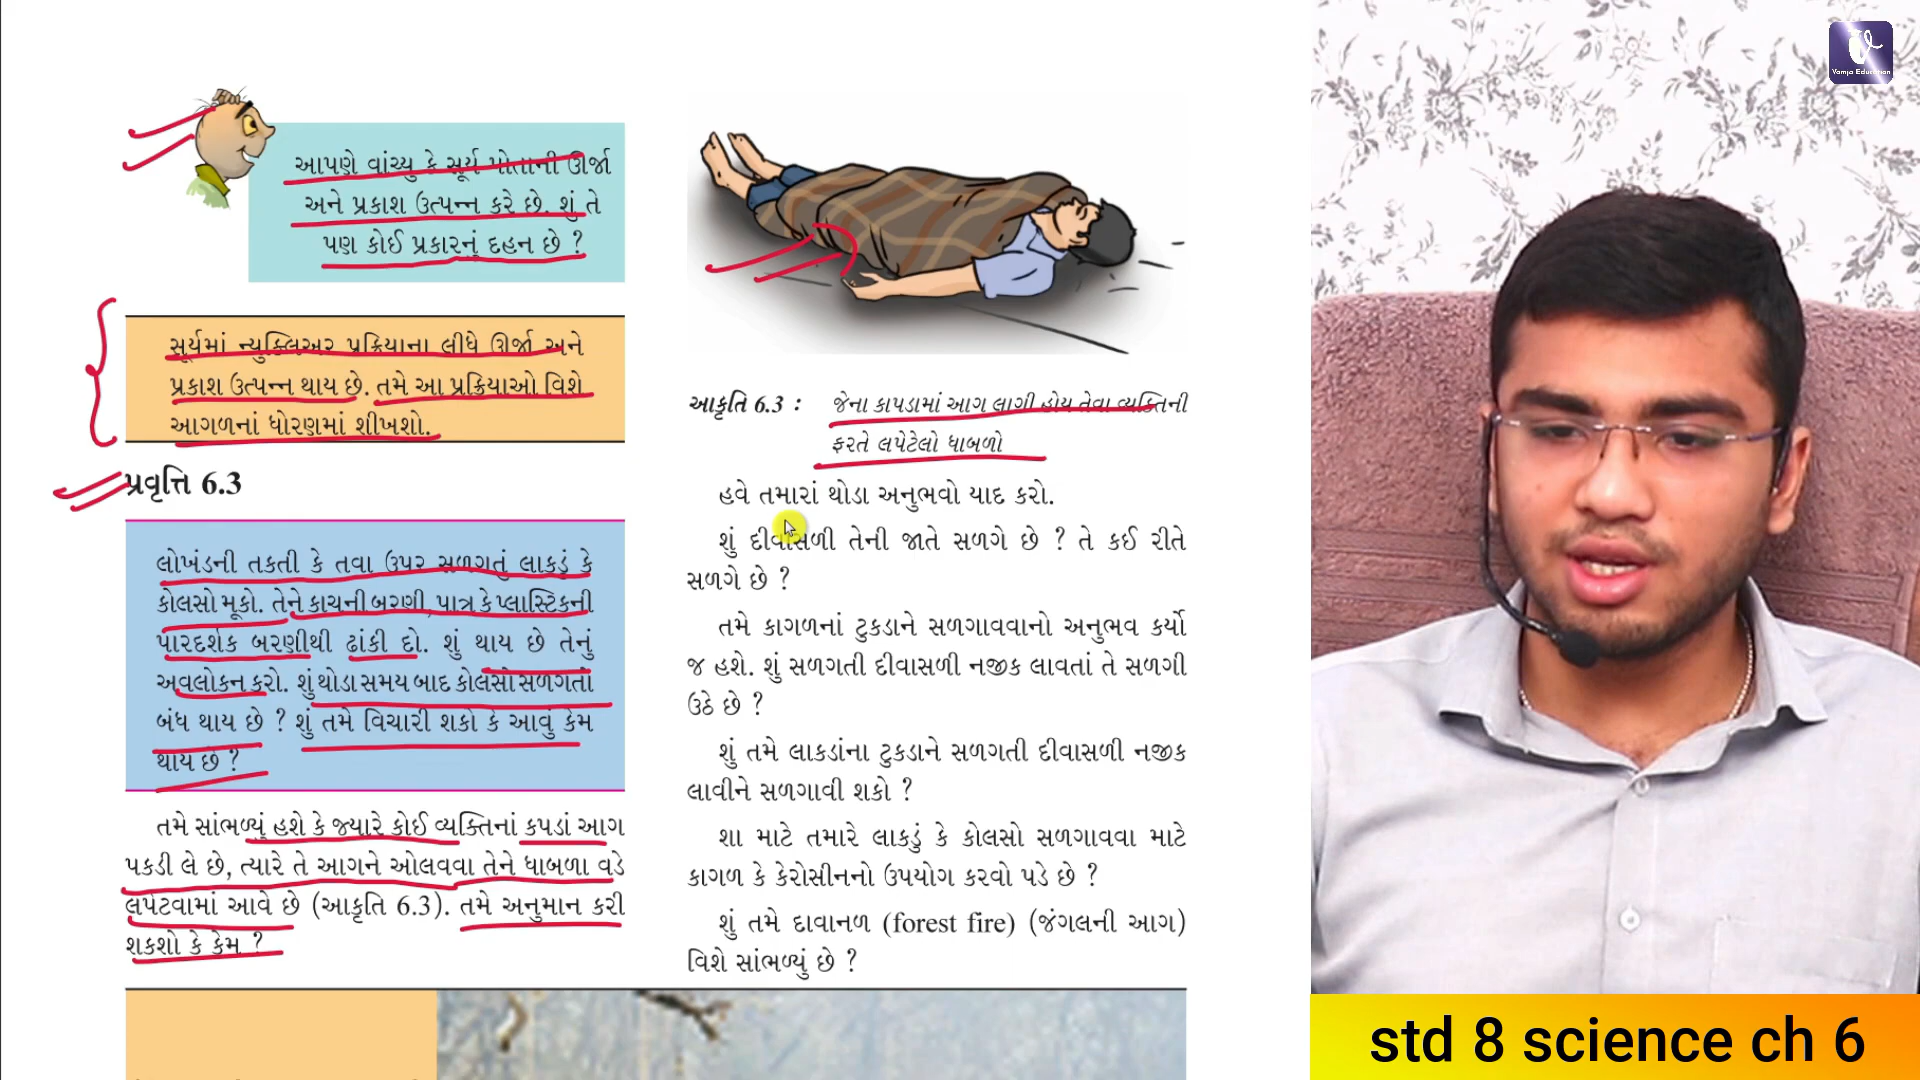 આપણે વાંચ્યુ કે સૂર્ય પોતાની ઊર્જા
અને પ્રકાશ ઉત્પન્ન કરે છે. શું તે
પણ કોઈ પ્રકારનું દહન છે ?
સૂર્યમાં ન્યુક્લિઅર પ્રક્રિયાના લીધે ઊર્જા અને
પ્રકાશ ઉત્પન્ન થાય છે. તમે આ પ્રક્રિયાઓ વિશે
આગળનાં ધોરણમાં શીખશો.
પ્રવૃત્તિ 6.3
લોખંડની તકતી કે તવા ઉપર સળગતું લાકડું કે
કોલસો મૂકો. તેને કાચની બરણી, પાત્ર કે પ્લાસ્ટિકની
પારદર્શક બરણીથી ઢાંકી દો. શું થાય છે તેનું
અવલોકન કરો. શું થોડા સમય બાદ કોલસો સળગતો
બંધ થાય છે ? શું તમે વિચારી શકો કે આવું કેમ
થાય છે ?
તમે સાંભળ્યું હશે કે જ્યારે કોઈ વ્યક્તિનાં કપડાં આગ
પકડી લે છે, ત્યારે તે આગને ઓલવવા તેને ધાબળા વડે
લપેટવામાં આવે છે (આકૃતિ 6.3). તમે અનુમાન કરી
શકશો કે કેમ ?
આકૃતિ 6.3 : જેના કાપડામાં આગ લાગી હોય તેવા વ્યક્તિની
ફરતે લપેટેલો ધાબળો
હવે તમારાં થોડા અનુભવો યાદ કરો.
શું દીવાસળી તેની જાતે સળગે છે ? તે કઈ રીતે
સળગે છે ?
તમે કાગળનાં ટુકડાને સળગાવવાનો અનુભવ કર્યો
જ હશે. શું સળગતી દીવાસળી નજીક લાવતાં તે સળગી
ઉઠે છે ?
શું તમે લાકડાંના ટુકડાને સળગતી દીવાસળી નજીક
લાવીને સળગાવી શકો ?
શા માટે તમારે લાકડું કે કોલસો સળગાવવા માટે
કાગળ કે કેરોસીનનો ઉપયોગ કરવો પડે છે ?
શું તમે દાવાનળ (forest fire) (જંગલની આગ)
વિશે સાંભળ્યું છે ?
Vamja Education
std 8 science ch 6